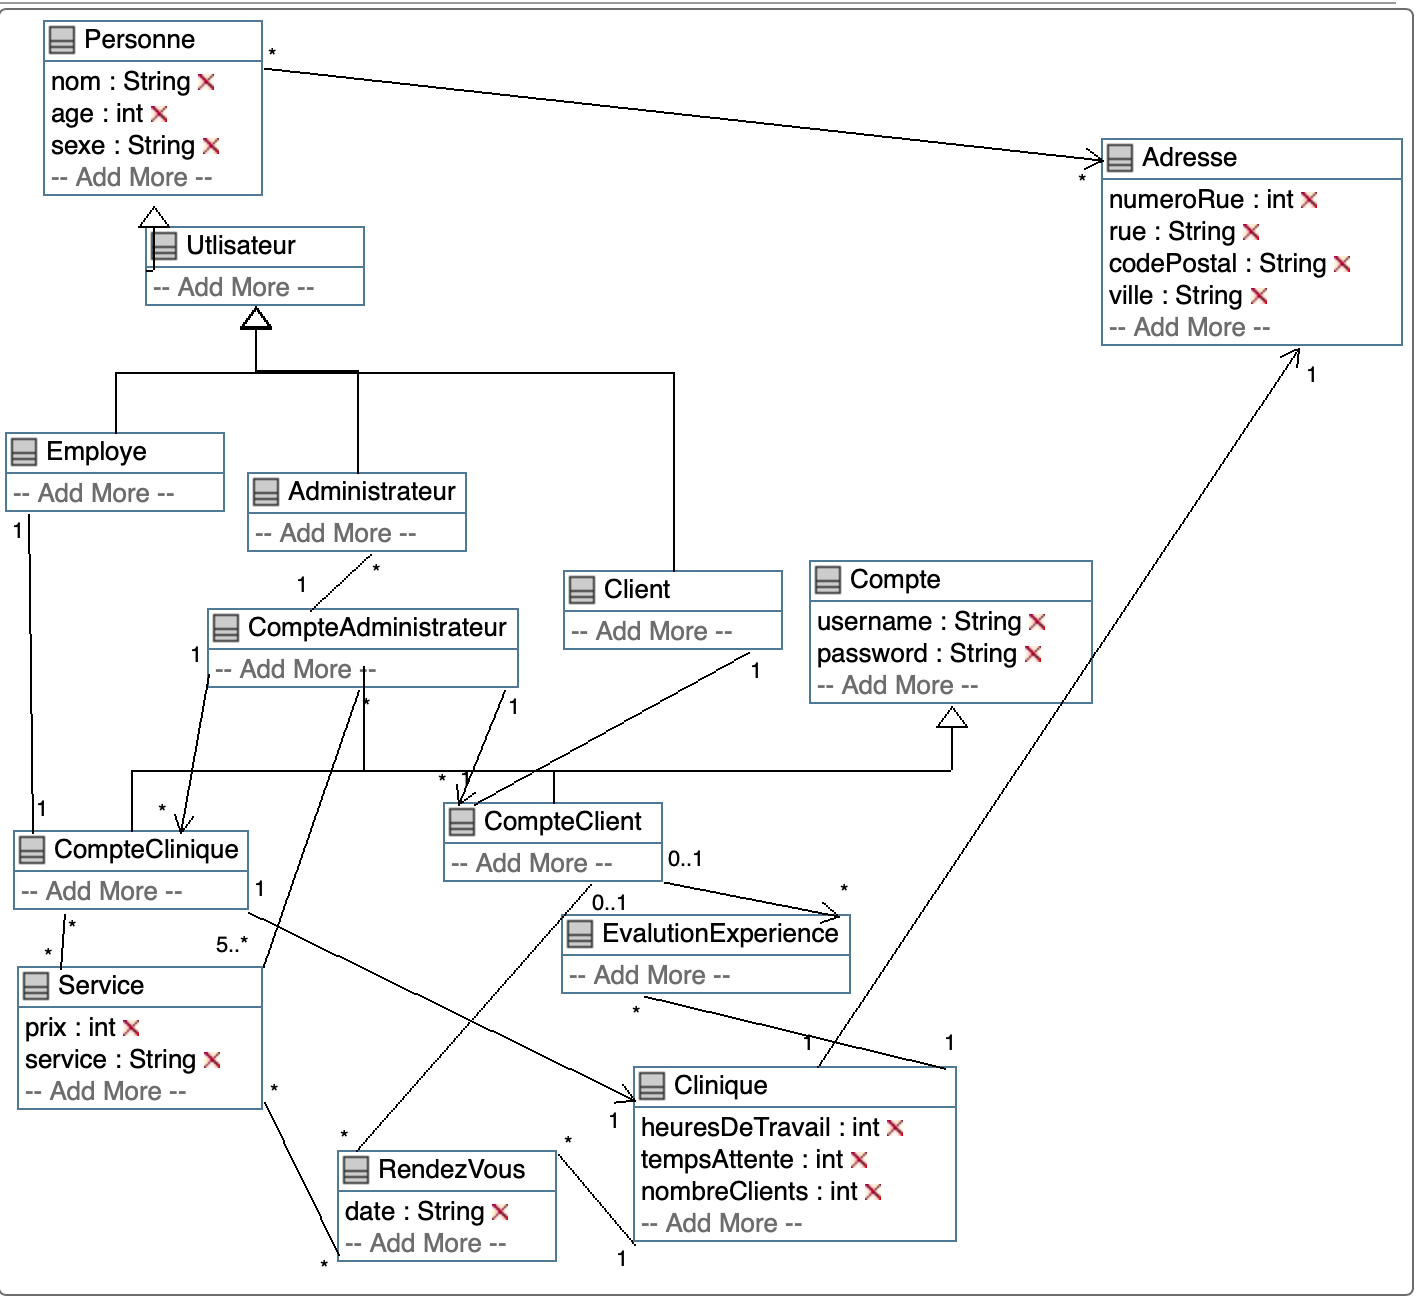 Personne
*
nom : String
age : int
sexe : String
-- Add More --
Adresse
*
numeroRue : int
rue : String
codePostal : String
ville : String
-- Add More --
1
Utlisateur
-- Add More --
Employe
-- Add More --
1
Administrateur
-- Add More --
*
1
Client
-- Add More --
1
Compte
username : String
password : String
-- Add More --
CompteAdministrateur
1
-- Add More --
*
1
*
1
1
*
CompteClinique
-- Add More --
1
*
*
5..*
CompteClient
-- Add More --
0..1
*
0..1
EvalutionExperience
-- Add More --
*
1
1
Service
prix : int
service : String
-- Add More --
*
Clinique
1
heuresDeTravail : int
tempsAttente : int
nombreClients : int
-- Add More --
*
*
RendezVous
date : String
-- Add More --
*
1